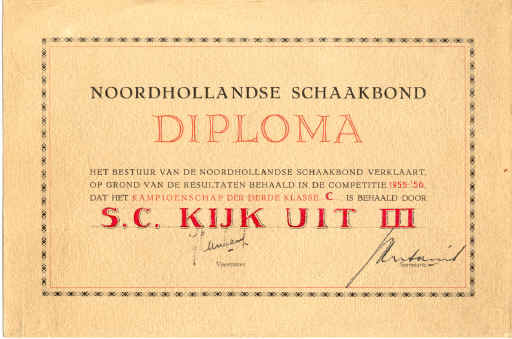 NOORDHOLLANDSE SCHAAKBOND
DIPLOMA
HET BESTUUR VAN DE NOORDHOLLANDSE SCHAAKBOND VERKLAART,
OP GROND VAN DE RESULTATEN BEHAALD IN DE COMPETITIE 1955-'56,
DAT HET KAMPIOENSCHAP DER DERDE KLASSE C IS BEHAALD DOOR
S.C. KIJK UIT III
Voorzitter